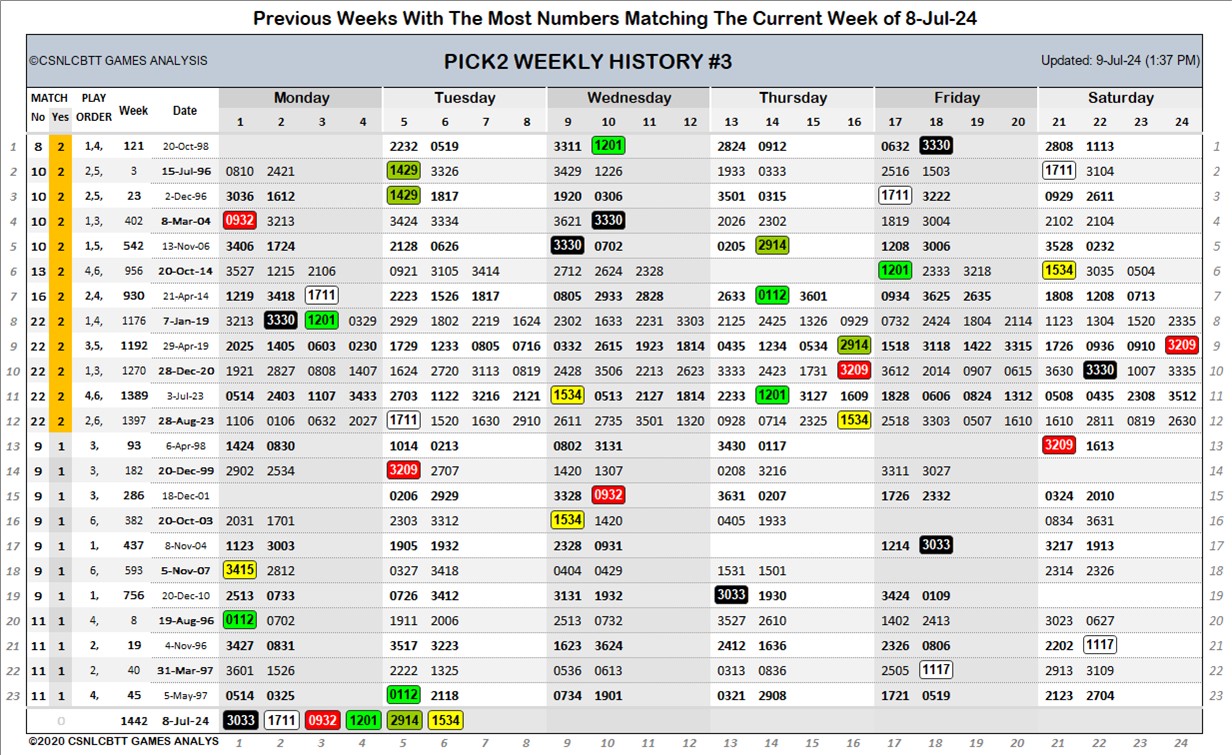 Previous Weeks With The Most Numbers Matching The Current Week of 8-Jul-24
©CSNLCBTT GAMES ANALYSIS PICK2 WEEKLY HISTORY #3 Updated: 9-Jul-24 (1:37 PM)
MATCH PLAY Week Date Monday Tuesday Wednesday Thursday Friday Saturday
No Yes ORDER 1 2 3 4 5 6 7 8 9 10 11 12 13 14 15 16 17 18 19 20 21 22 23 24
1 8 2 1,4, 121 20-Oct-98 2232 0519 3311 1201 2824 0912 0632 3330 2808 1113 1
2 10 2 2,5, 3 15-Jul-96 0810 2421 1429 3326 3429 1226 1933 0333 2516 1503 1711 3104 2
3 10 2 2,5, 23 2-Dec-96 3036 1612 1429 1817 1920 0306 3501 0315 1711 3222 0929 2611 3
4 10 2 1,3, 402 8-Mar-04 0932 3213 3424 3334 3621 3330 2026 2302 1819 3004 2102 2104 4
5 10 2 1,5, 542 13-Nov-06 3406 1724 2128 0626 3330 0702 0205 2914 1208 3006 3528 0232 5
6 13 2 4,6, 956 20-Oct-14 3527 1215 2106 0921 3105 3414 2712 2624 2328 1201 2333 3218 1534 3035 0504 6
7 16 2 2,4, 930 21-Apr-14 1219 3418 1711 2223 1526 1817 0805 2933 2828 2633 0112 3601 0934 3625 2635 1808 1208 0713 7
8 22 2 1,4, 1176 7-Jan-19 3213 3330 1201 0329 2929 1802 2219 1624 2302 1633 2231 3303 2125 2425 1326 0929 0732 2424 1804 2114 1123 1304 1520 2335 8
9 22 2 3,5, 1192 29-Apr-19 2025 1405 0603 0230 1729 1233 0805 0716 0332 2615 1923 1814 0435 1234 0534 2914 1518 3118 1422 3315 1726 0936 0910 3209 9
10 22 2 1,3, 1270 28-Dec-20 1921 2827 0808 1407 1624 2720 3113 0819 2428 3506 2213 2623 3333 2423 1731 3209 3612 2014 0907 0615 3630 3330 1007 3335 10
11 22 2 4,6, 1389 3-Jul-23 0514 2403 1107 3433 2703 1122 3216 2121 1534 0513 2127 1814 2233 1201 3127 1609 1828 0606 0824 1312 0508 0435 2308 3512 11
12 22 2 2,6, 1397 28-Aug-23 1106 0106 0632 2027 1711 1520 1630 2910 2611 2735 3501 1320 0928 0714 2325 1534 2518 3303 0507 1610 1610 2811 0819 2630 12
13 9 1 3, 93 6-Apr-98 1424 0830 1014 0213 0802 3131 3430 0117 3209 1613 13
14 9 1 3, 182 20-Dec-99 2902 2534 3209 2707 1420 1307 0208 3216 3311 3027 14
15 9 1 3, 286 18-Dec-01 0206 2929 3328 0932 3631 0207 1726 2332 0324 2010 15
16 9 1 6, 382 20-Oct-03 2031 1701 2303 3312 1534 1420 0405 1933 0834 3631 16
17 9 1 1, 437 8-Nov-04 1123 3003 1905 1932 2328 0931 1214 3033 3217 1913 17
18 9 1 6, 593 5-Nov-07 3415 2812 0327 3418 0404 0429 1531 1501 2314 2326 18
19 9 1 1, 756 20-Dec-10 2513 0733 0726 3412 3131 1932 3033 1930 3424 0109 19
20 11 1 4, 8 19-Aug-96 0112 0702 1911 2006 2513 0732 3527 2610 1402 2413 3023 0627 20
21 11 1 2, 19 4-Nov-96 3427 0831 3517 3223 1623 3624 2412 1636 2326 0806 2202 1117 21
22 11 1 2, 40 31-Mar-97 3601 1526 2222 1325 0536 0613 0313 0836 2505 1117 2913 3109 22
23 11 1 4, 45 5-May-97 0514 0325 0112 2118 0734 1901 0321 2908 1721 0519 2123 2704 23
0 1442 8-Jul-24 3033 1711 0932 1201 2914 1534
©2020 CSNLCBTT GAMES ANALYS 1 2 3 4 5 6 7 8 9 10 11 12 13 14 15 16 17 18 19 20 21 22 23 24